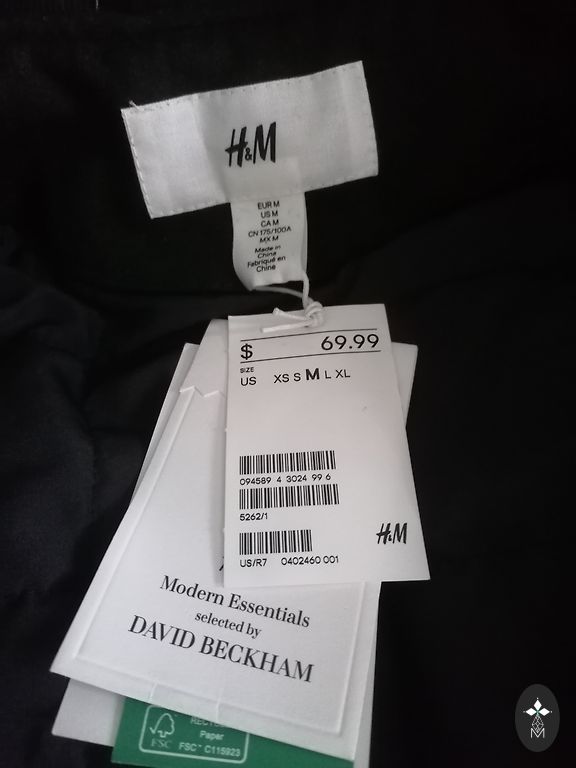 H&M
EUR M
US M
CA M
CN 175/100A
MX M
Made in
China
Fabriqué en
Chine
$ 69.99
SIZE
US XS S M L XL
094589 4 3024 99 6
5262/1
H&M
US/R7 0402460 001
Modern Essentials
selected by
DAVID BECKHAM
Paper
FSC FSC™ C115923
M